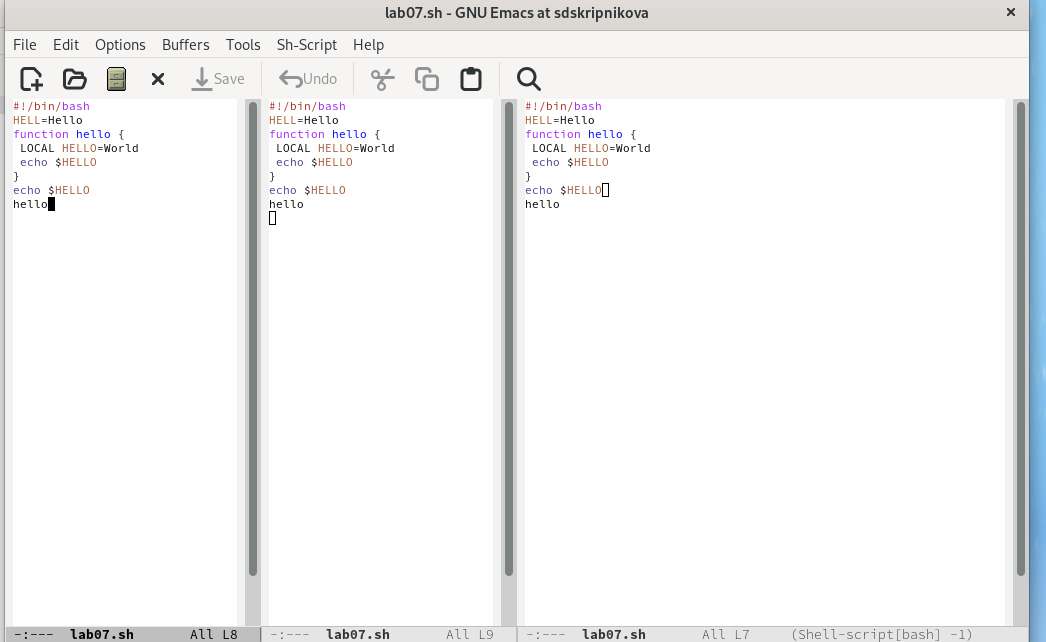 lab07.sh - GNU Emacs at sdskripnikova
File Edit Options Buffers Tools Sh-Script Help
Save Undo
#!/bin/bash
HELL=Hello
function hello {
 LOCAL HELLO=World
 echo $HELLO
}
echo $HELLO
hello
#!/bin/bash
HELL=Hello
function hello {
 LOCAL HELLO=World
 echo $HELLO
}
echo $HELLO
hello
#!/bin/bash
HELL=Hello
function hello {
 LOCAL HELLO=World
 echo $HELLO
}
echo $HELLO
hello
-:--- lab07.sh All L8
-:--- lab07.sh All L9
-:--- lab07.sh All L7 (Shell-script[bash] -1)